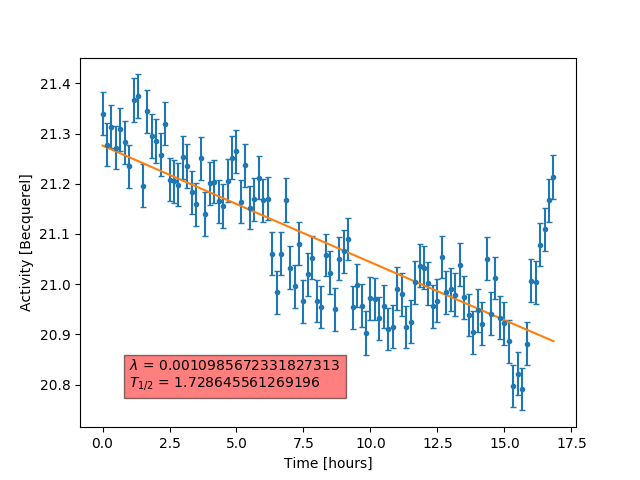 21.4
21.3
21.2
21.1
21.0
20.9
20.8
Activity [Becquerel]
λ = 0.0010985672331827313
T1/2 = 1.728645561269196
0.0 2.5 5.0 7.5 10.0 12.5 15.0 17.5
Time [hours]